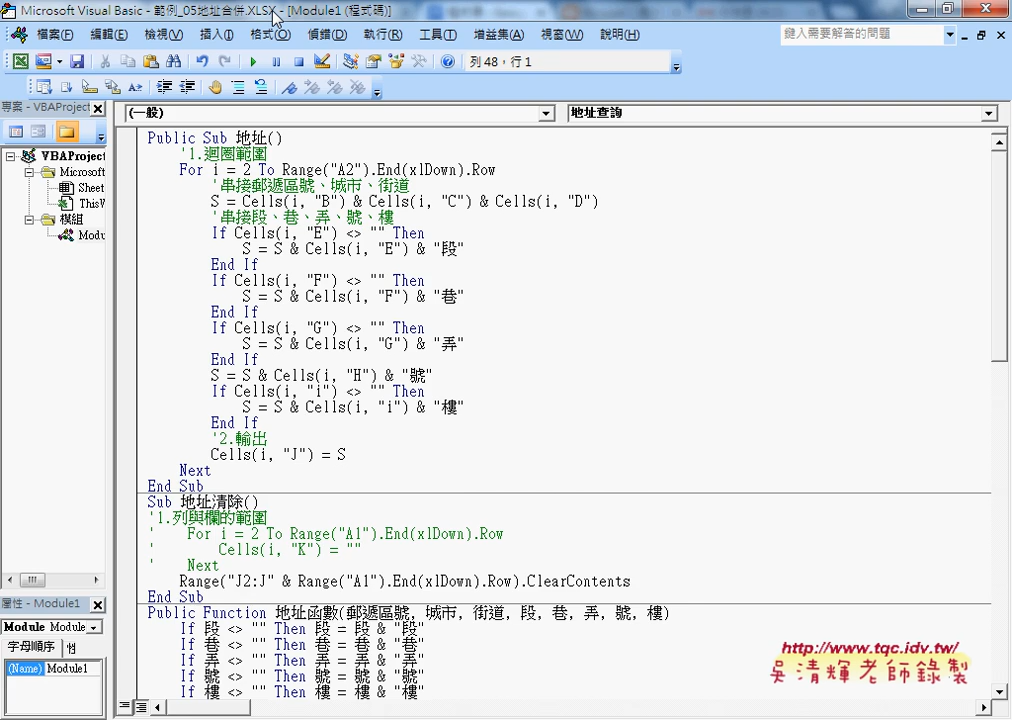 Microsoft Visual Basic - 範例_05地址合併.XLSX - [Module1 (程式碼)]
檔案(F) 編輯(E) 檢視(V) 插入(I) 格式(O) 偵錯(D) 執行(R) 工具(T) 增益集(A) 視窗(W) 說明(H) 鍵入需要解答的問題
列 48，行 1
專案 - VBAProject
(一般) 地址查詢
VBAProject
Microsoft
Sheet
ThisW
模組
Modu
屬性 - Module1
Module Module
字母順序
(Name) Module1
Public Sub 地址()
'1.迴圈範圍
For i = 2 To Range("A2").End(xlDown).Row
'串接郵遞區號、城市、街道
S = Cells(i, "B") & Cells(i, "C") & Cells(i, "D")
'串接段、巷、弄、號、樓
If Cells(i, "E") <> "" Then
S = S & Cells(i, "E") & "段"
End If
If Cells(i, "F") <> "" Then
S = S & Cells(i, "F") & "巷"
End If
If Cells(i, "G") <> "" Then
S = S & Cells(i, "G") & "弄"
End If
S = S & Cells(i, "H") & "號"
If Cells(i, "i") <> "" Then
S = S & Cells(i, "i") & "樓"
End If
'2.輸出
Cells(i, "J") = S
Next
End Sub
Sub 地址清除()
'1.列與欄的範圍
' For i = 2 To Range("A1").End(xlDown).Row
' Cells(i, "K") = ""
' Next
Range("J2:J" & Range("A1").End(xlDown).Row).ClearContents
End Sub
Public Function 地址函數(郵遞區號, 城市, 街道, 段, 巷, 弄, 號, 樓)
If 段 <> "" Then 段 = 段 & "段"
If 巷 <> "" Then 巷 = 巷 & "巷"
If 弄 <> "" Then 弄 = 弄 & "弄"
If 號 <> "" Then 號 = 號 & "號"
If 樓 <> "" Then 樓 = 樓 & "樓"
http://www.tqc.idv.tw/
吳清輝老師錄製